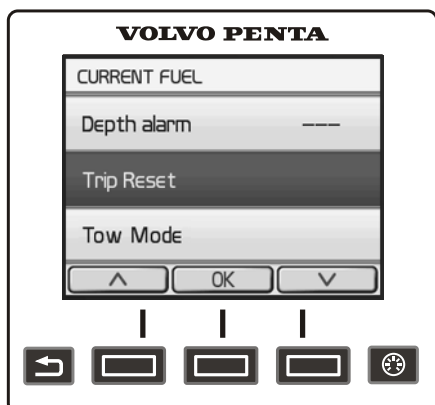 VOLVO PENTA
CURRENT FUEL
Depth alarm ---
Trip Reset
Tow Mode
OK